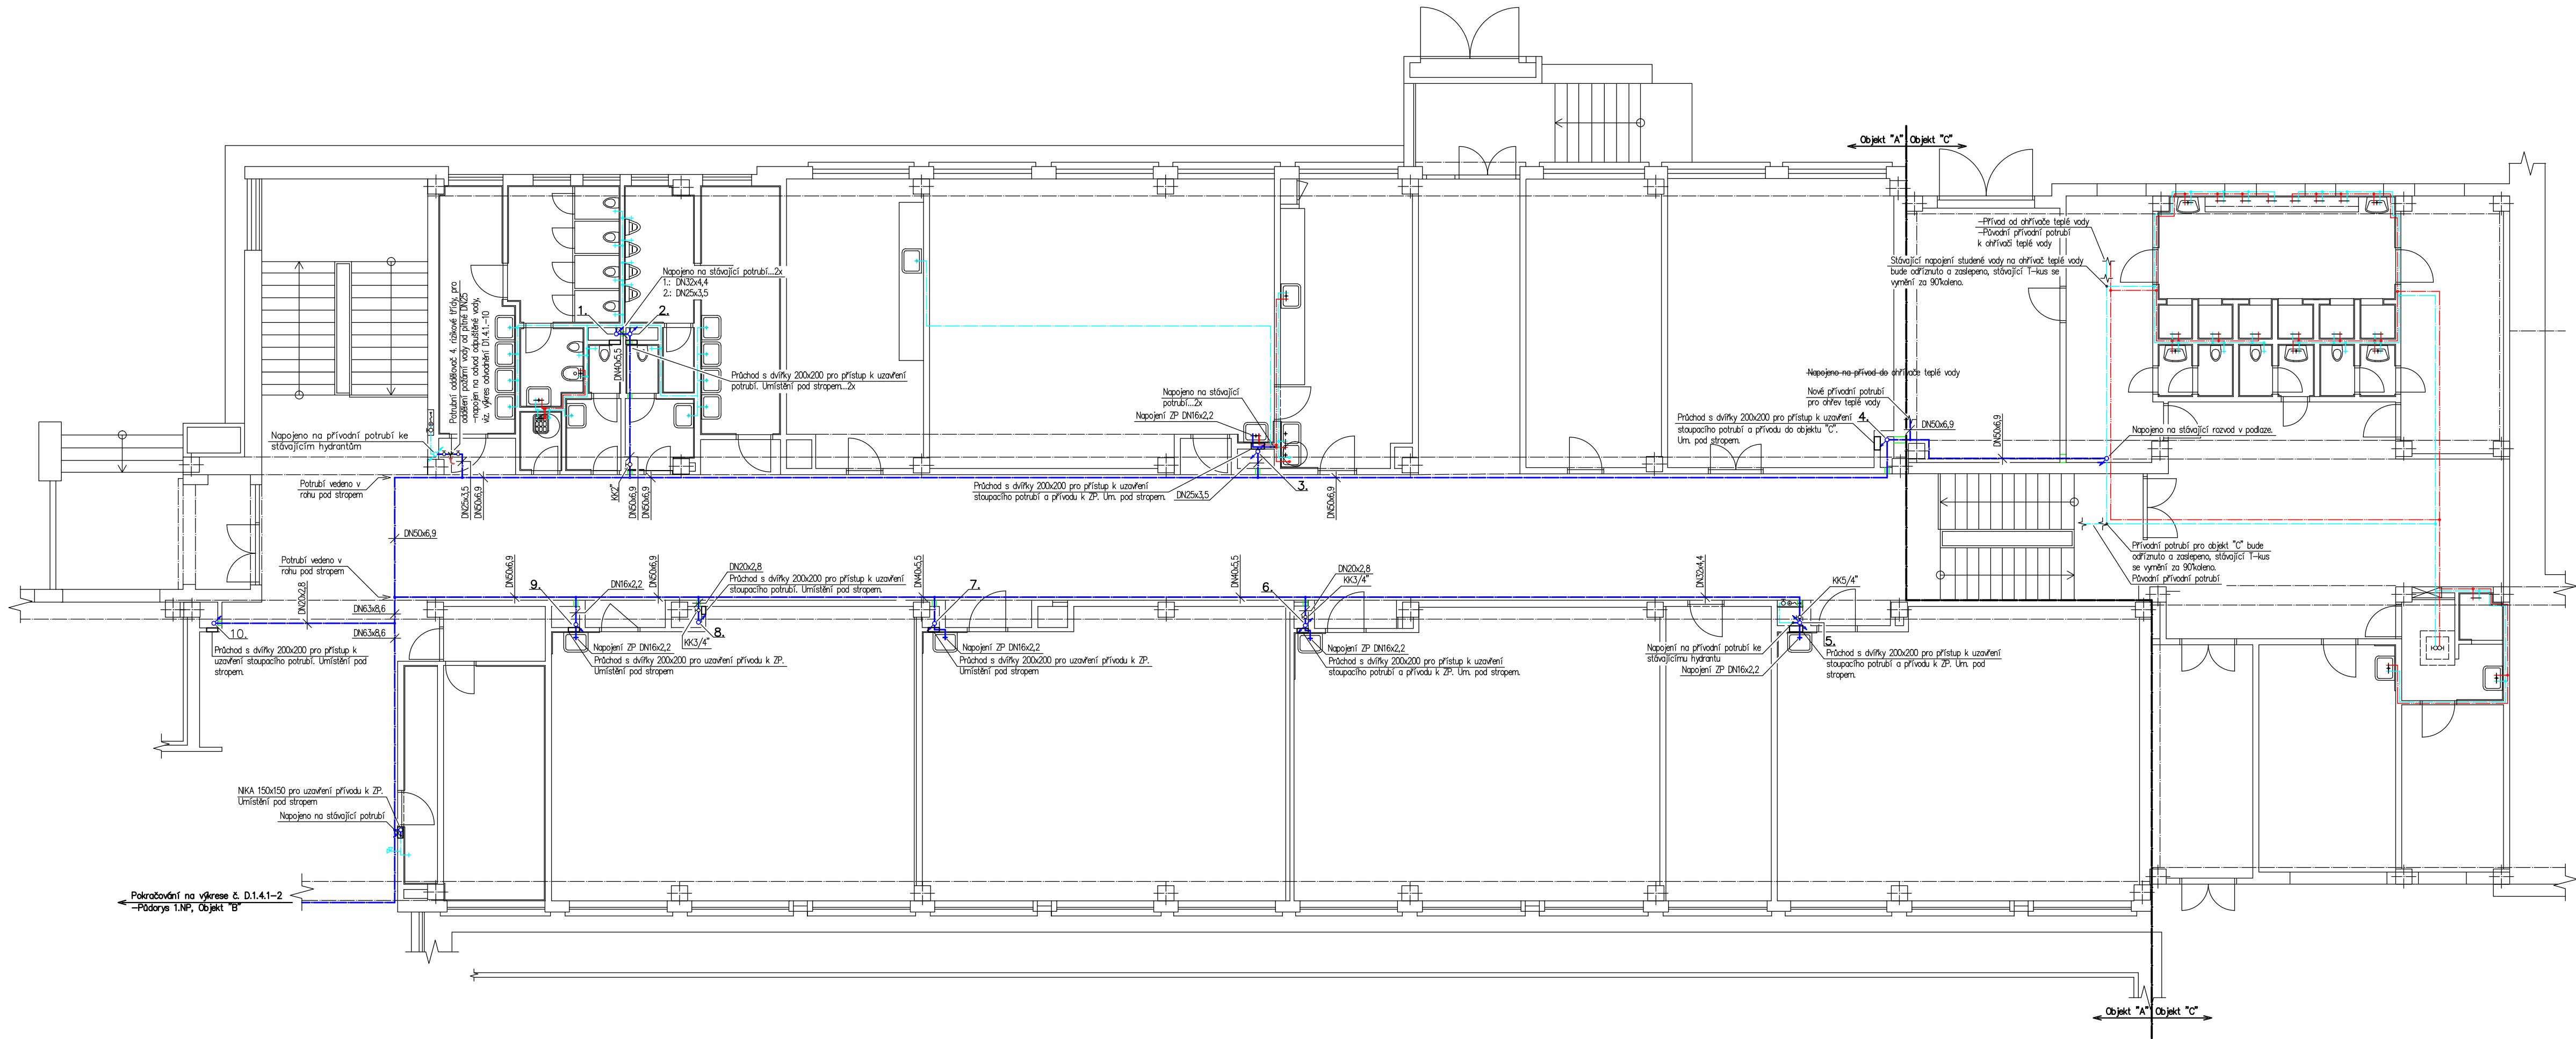 Objekt "A" Objekt "C"
-Přívod od ohřívače teplé vody
-Původní přívodní potrubí
k ohřívači teplé vody
Stávající napojení studené vody na ohřívač teplé vody
bude odříznuto a zaslepeno, stávající T-kus se
vymění za 90°koleno.
Napojeno na stávající potrubí...2x
1.: DN32x4,4
2.: DN25x3,5
1.
2.
DN40x5,5
Potrubní oddělovač 4. rizikové třídy, pro
oddělení požární vody od pitné DN25
-napojen na odvod odpuštěné vody,
viz. výkres odvodnění D1.4.1.-10
Průchod s dvířky 200x200 pro přístup k uzavření
potrubí. Umístění pod stropem...2x
Napojeno na přívod do ohřívače teplé vody
Nové přívodní potrubí
pro ohřev teplé vody
Napojeno na stávající
potrubí...2x
Napojení ZP DN16x2,2
Průchod s dvířky 200x200 pro přístup k uzavření
stoupacího potrubí a přívodu do objektu "C".
Um. pod stropem.
4.
DN50x6,9
DN50x6,9
Napojeno na stávající rozvod v podlaze.
Napojeno na přívodní potrubí ke
stávajícím hydrantům
Potrubí vedeno v
rohu pod stropem
DN25x3,5
DN50x6,9
KK2"
DN50x6,9
DN50x6,9
Průchod s dvířky 200x200 pro přístup k uzavření
stoupacího potrubí a přívodu k ZP. Um. pod stropem.
DN25x3,5
3.
DN50x6,9
DN50x6,9
Přívodní potrubí pro objekt "C" bude
odříznuto a zaslepeno, stávající T-kus
se vymění za 90°koleno.
Původní přívodní potrubí
Potrubí vedeno v
rohu pod stropem
DN20x2,8
DN63x8,6
DN63x8,6
DN50x6,9
9.
DN16x2,2
DN50x6,9
DN20x2,8
Průchod s dvířky 200x200 pro přístup k uzavření
stoupacího potrubí. Umístění pod stropem.
DN40x5,5
7.
DN40x5,5
6.
DN20x2,8
KK3/4"
DN32x4,4
KK5/4"
10.
Průchod s dvířky 200x200 pro přístup k
uzavření stoupacího potrubí. Umístění pod
stropem.
8.
KK3/4"
Napojení ZP DN16x2,2
Průchod s dvířky 200x200 pro uzavření přívodu k ZP.
Umístění pod stropem
Napojení ZP DN16x2,2
Průchod s dvířky 200x200 pro uzavření přívodu k ZP.
Umístění pod stropem
Napojení ZP DN16x2,2
Průchod s dvířky 200x200 pro přístup k uzavření
stoupacího potrubí a přívodu k ZP. Um. pod stropem.
Napojení na přívodní potrubí ke
stávajícímu hydrantu
Napojení ZP DN16x2,2
5.
Průchod s dvířky 200x200 pro přístup k uzavření
stoupacího potrubí a přívodu k ZP. Um. pod
stropem.
NIKA 150x150 pro uzavření přívodu k ZP.
Umístění pod stropem
Napojeno na stávající potrubí
Pokračování na výkrese č. D.1.4.1-2
-Půdorys 1.NP, Objekt "B"
Objekt "A" Objekt "C"